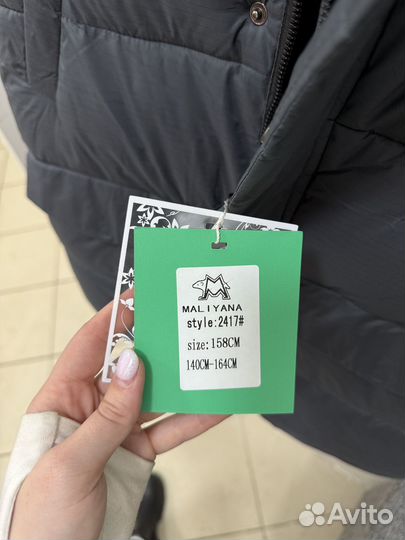 MALIYANA
style:2417#
size:158CM
140CM-164CM
Avito